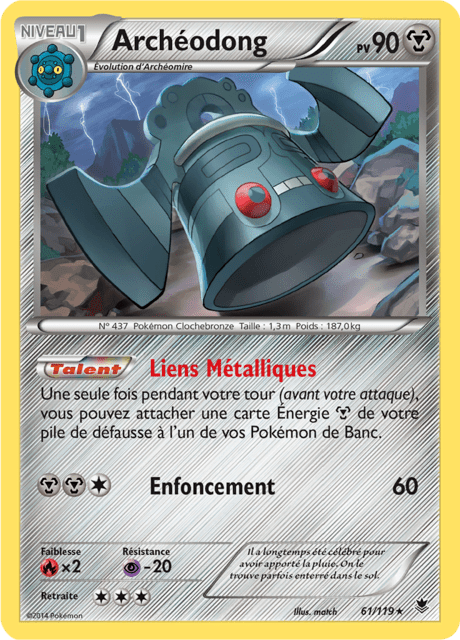 NIVEAU 1
Archéodong
PV 90
Évolution d'Archéomire
N° 437 Pokémon Clochebronze Taille : 1,3 m Poids : 187,0 kg
Talent Liens Métalliques
Une seule fois pendant votre tour (avant votre attaque),
vous pouvez attacher une carte Énergie de votre
pile de défausse à l'un de vos Pokémon de Banc.
Enfoncement 60
Faiblesse Résistance
×2 -20
Retraite
Il a longtemps été célébré pour
avoir apporté la pluie. On le
trouve parfois enterré dans le sol.
©2014 Pokémon Illus. match 61/119 ★